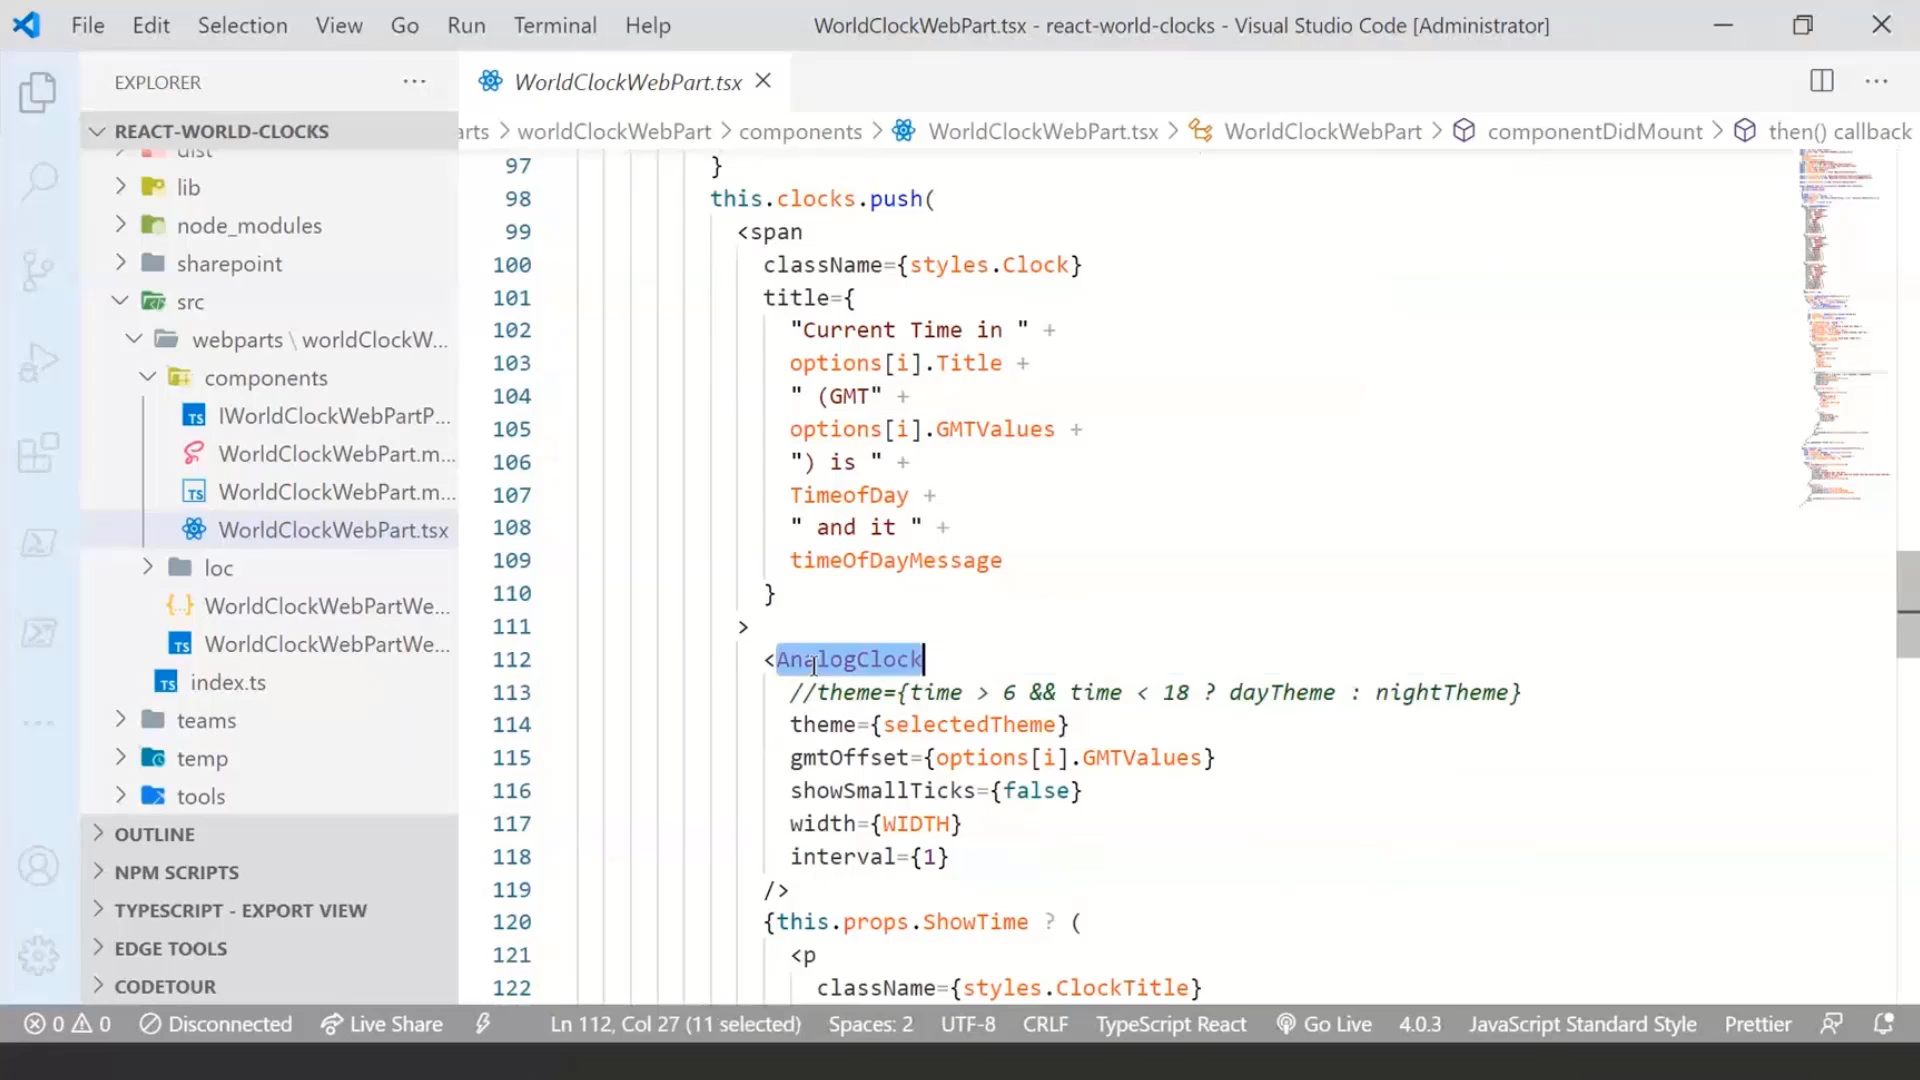 File Edit Selection View Go Run Terminal Help
WorldClockWebPart.tsx - react-world-clocks - Visual Studio Code [Administrator]
EXPLORER
REACT-WORLD-CLOCKS
dist
lib
node_modules
sharepoint
src
webparts \ worldClockW...
components
IWorldClockWebPartP...
WorldClockWebPart.m...
WorldClockWebPart.m...
WorldClockWebPart.tsx
loc
WorldClockWebPartWe...
WorldClockWebPartWe...
index.ts
teams
temp
tools
OUTLINE
NPM SCRIPTS
TYPESCRIPT - EXPORT VIEW
EDGE TOOLS
CODETOUR
WorldClockWebPart.tsx
arts > worldClockWebPart > components > WorldClockWebPart.tsx > WorldClockWebPart > componentDidMount > then() callback
97 }
98 this.clocks.push(
99 <span
100 className={styles.Clock}
101 title={
102 "Current Time in " +
103 options[i].Title +
104 " (GMT" +
105 options[i].GMTValues +
106 ") is " +
107 TimeofDay +
108 " and it " +
109 timeOfDayMessage
110 }
111 >
112 <AnalogClock
113 //theme={time > 6 && time < 18 ? dayTheme : nightTheme}
114 theme={selectedTheme}
115 gmtOffset={options[i].GMTValues}
116 showSmallTicks={false}
117 width={WIDTH}
118 interval={1}
119 />
120 {this.props.ShowTime ? (
121 <p
122 className={styles.ClockTitle}
0 0 Disconnected Live Share Ln 112, Col 27 (11 selected) Spaces: 2 UTF-8 CRLF TypeScript React Go Live 4.0.3 JavaScript Standard Style Prettier